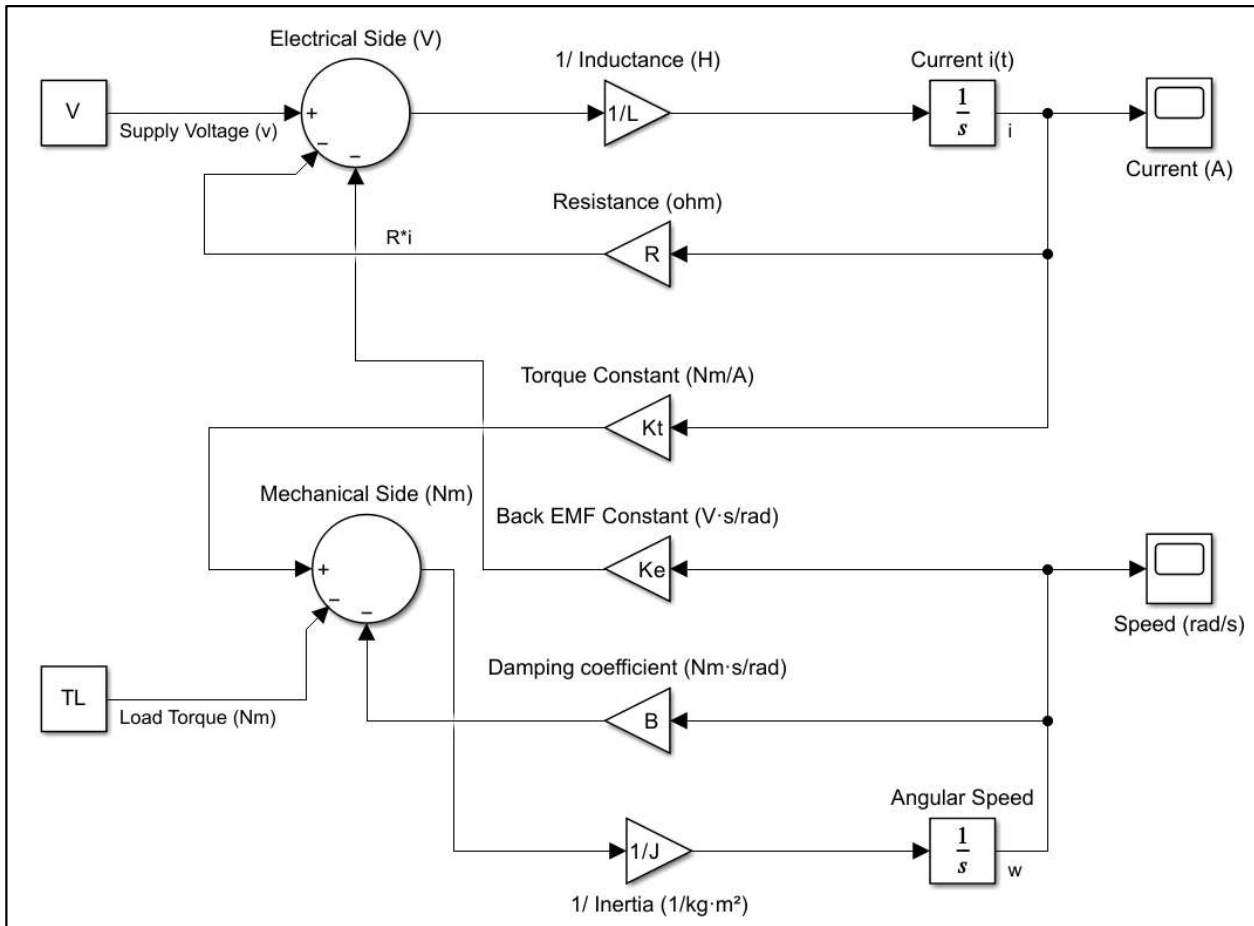 Electrical Side (V)
V
Supply Voltage (v)
+
−
−
1/ Inductance (H)
1/L
Current i(t)
1
s
i
Current (A)
Resistance (ohm)
R
R*i
Torque Constant (Nm/A)
Kt
Mechanical Side (Nm)
+
−
−
Back EMF Constant (V·s/rad)
Ke
Speed (rad/s)
TL
Load Torque (Nm)
Damping coefficient (Nm·s/rad)
B
1/J
1/ Inertia (1/kg·m²)
Angular Speed
1
s
w